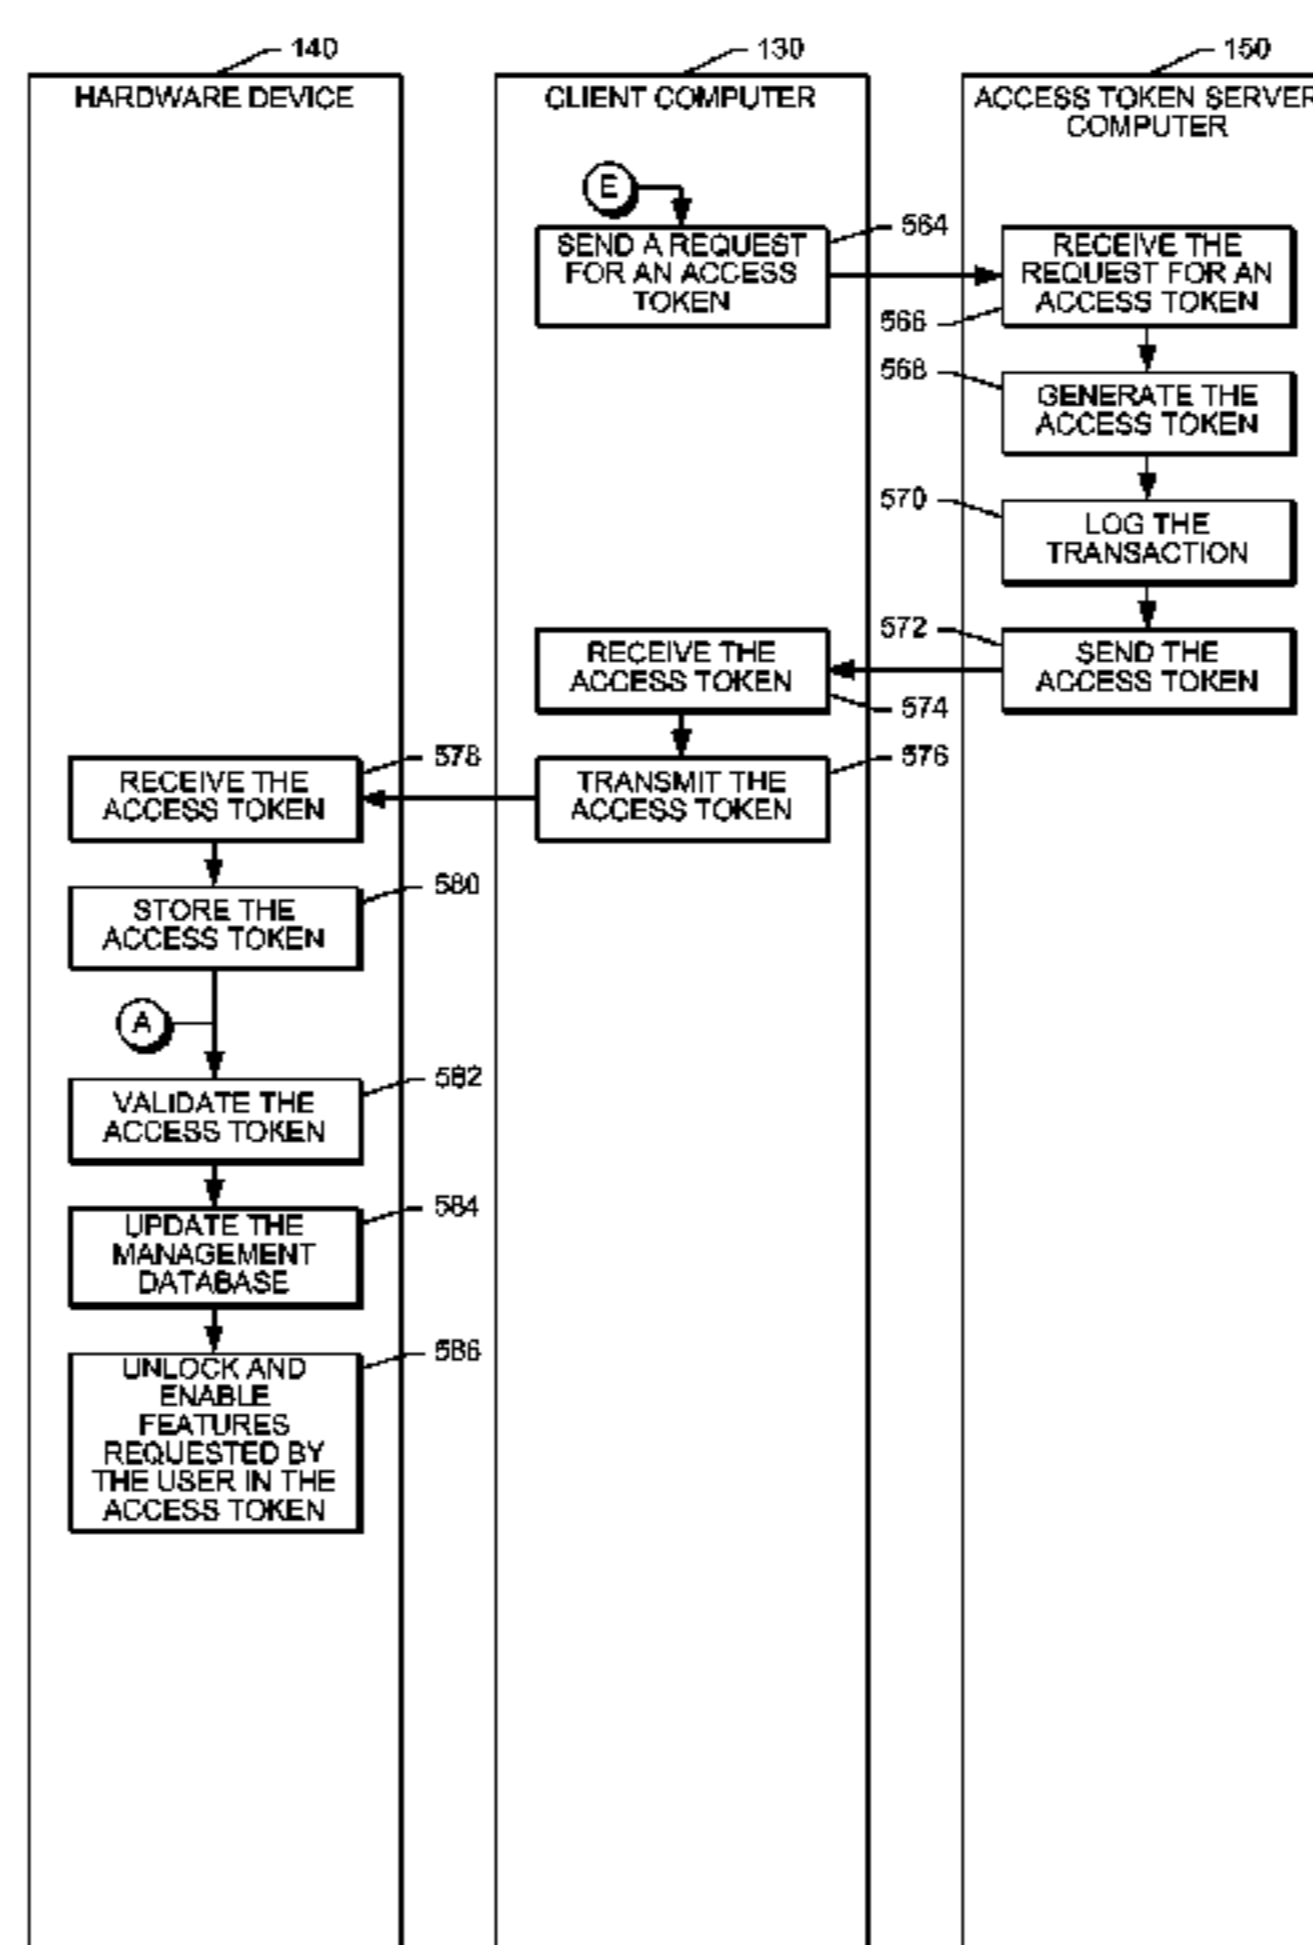 140
130
150
HARDWARE DEVICE
CLIENT COMPUTER
ACCESS TOKEN SERVER
COMPUTER
E
SEND A REQUEST
FOR AN ACCESS
TOKEN
564
RECEIVE THE
REQUEST FOR AN
ACCESS TOKEN
566
568
GENERATE THE
ACCESS TOKEN
570
LOG THE
TRANSACTION
572
SEND THE
ACCESS TOKEN
RECEIVE THE
ACCESS TOKEN
574
576
TRANSMIT THE
ACCESS TOKEN
578
RECEIVE THE
ACCESS TOKEN
580
STORE THE
ACCESS TOKEN
A
582
VALIDATE THE
ACCESS TOKEN
584
UPDATE THE
MANAGEMENT
DATABASE
586
UNLOCK AND
ENABLE
FEATURES
REQUESTED BY
THE USER IN THE
ACCESS TOKEN